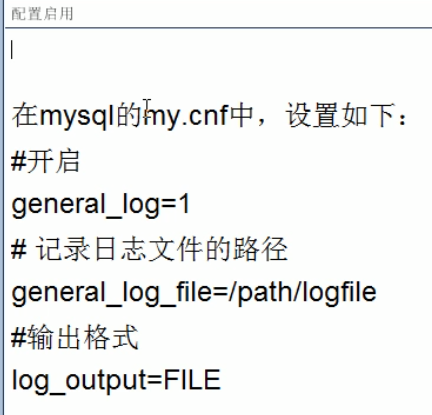 配置启用
在mysql的my.cnf中，设置如下：
#开启
general_log=1
# 记录日志文件的路径
general_log_file=/path/logfile
#输出格式
log_output=FILE